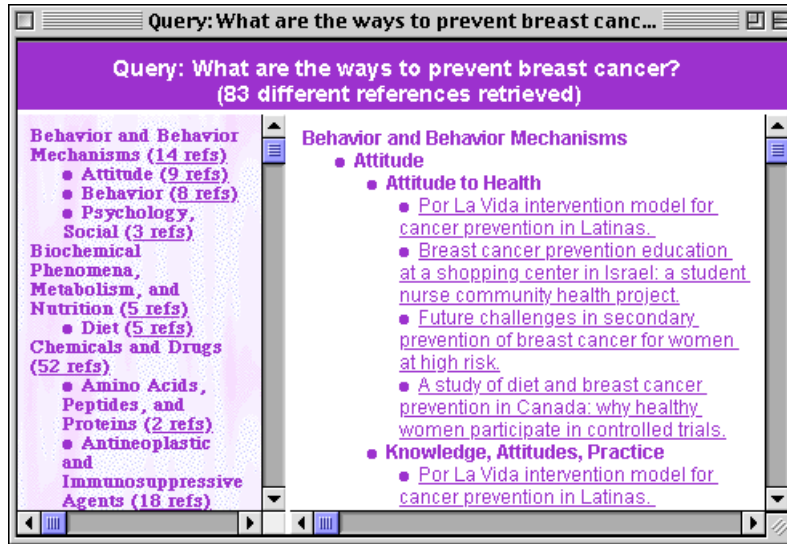 Query: What are the ways to prevent breast canc...
Query: What are the ways to prevent breast cancer?
(83 different references retrieved)
Behavior and Behavior
Mechanisms (14 refs)
• Attitude (9 refs)
• Behavior (8 refs)
• Psychology,
Social (3 refs)
Biochemical
Phenomena,
Metabolism, and
Nutrition (5 refs)
• Diet (5 refs)
Chemicals and Drugs
(52 refs)
• Amino Acids,
Peptides, and
Proteins (2 refs)
• Antineoplastic
and
Immunosuppressive
Agents (18 refs)
Behavior and Behavior Mechanisms
• Attitude
• Attitude to Health
• Por La Vida intervention model for
cancer prevention in Latinas.
• Breast cancer prevention education
at a shopping center in Israel: a student
nurse community health project.
• Future challenges in secondary
prevention of breast cancer for women
at high risk.
• A study of diet and breast cancer
prevention in Canada: why healthy
women participate in controlled trials.
• Knowledge, Attitudes, Practice
• Por La Vida intervention model for
cancer prevention in Latinas.